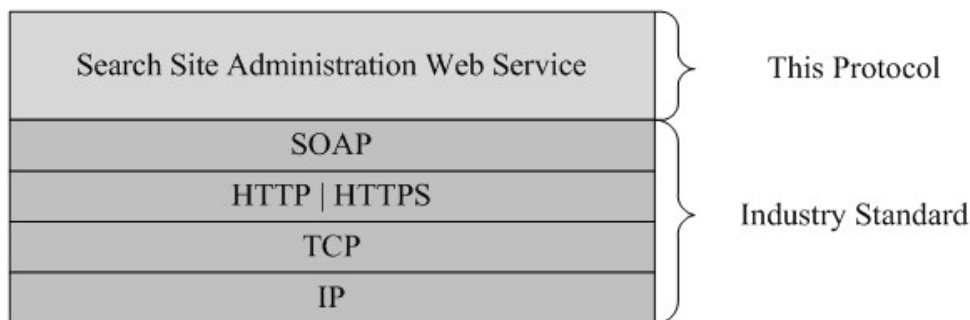 Search Site Administration Web Service
This Protocol
SOAP
HTTP | HTTPS
TCP
IP
Industry Standard